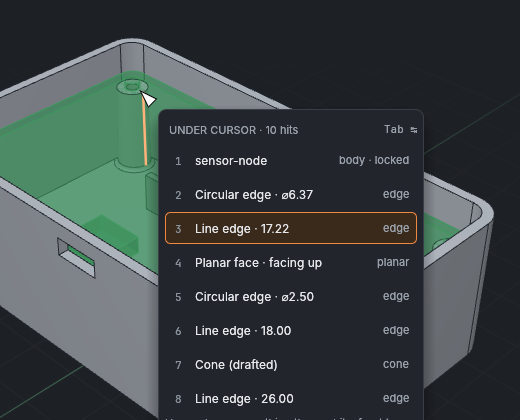 UNDER CURSOR · 10 hits Tab ⇆
1 sensor-node body · locked
2 Circular edge · ⌀6.37 edge
3 Line edge · 17.22 edge
4 Planar face · facing up planar
5 Circular edge · ⌀2.50 edge
6 Line edge · 18.00 edge
7 Cone (drafted) cone
8 Line edge · 26.00 edge